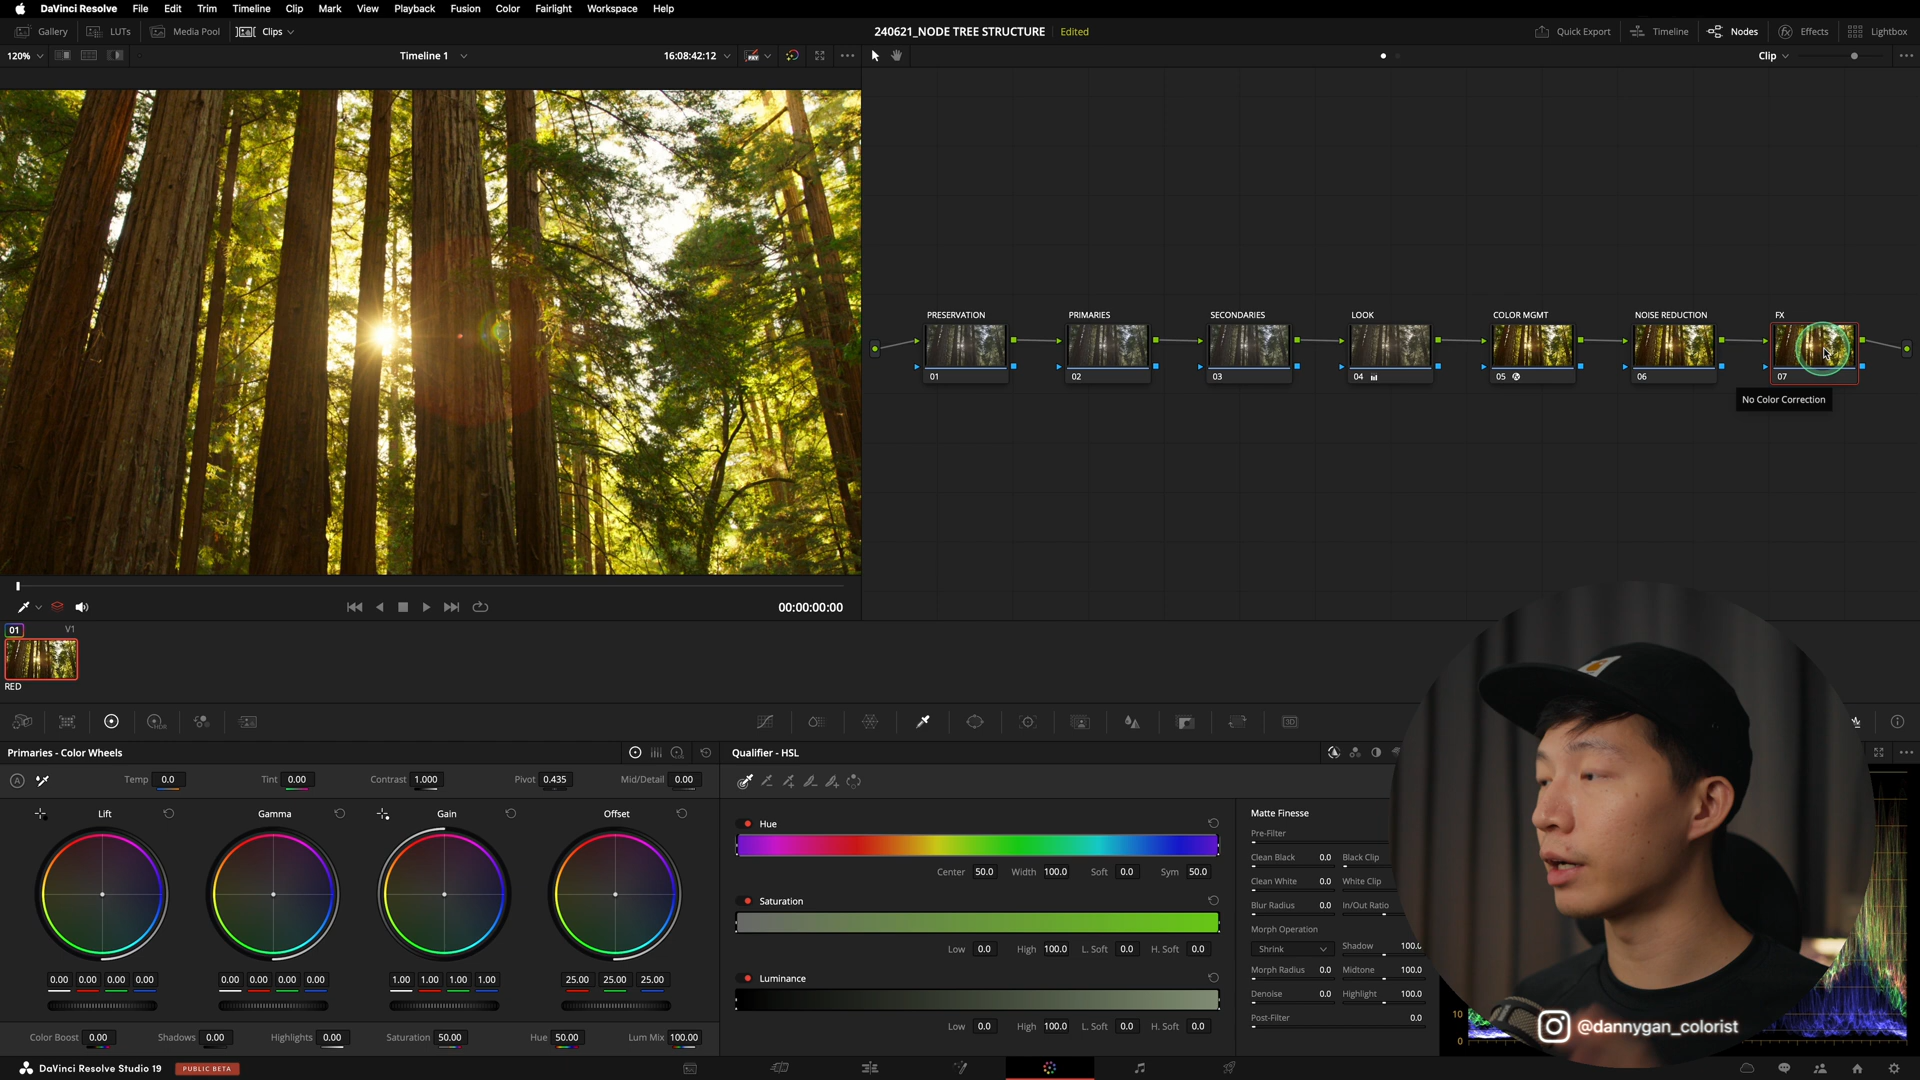 DaVinci Resolve File Edit Trim Timeline Clip Mark View Playback Fusion Color Fairlight Workspace Help
Gallery LUTs Media Pool Clips 240621_NODE TREE STRUCTURE Edited Quick Export Timeline Nodes Effects Lightbox
120% Timeline 1 16:08:42:12 Clip
PRESERVATION PRIMARIES SECONDARIES LOOK COLOR MGMT NOISE REDUCTION FX
01 02 03 04 05 06 07
No Color Correction
00:00:00:00
01 V1
RED
Primaries - Color Wheels Qualifier - HSL
Temp 0.0 Tint 0.00 Contrast 1.000 Pivot 0.435 Mid/Detail 0.00
Lift Gamma Gain Offset
0.00 0.00 0.00 0.00 0.00 0.00 0.00 0.00 1.00 1.00 1.00 1.00 25.00 25.00 25.00
Color Boost 0.00 Shadows 0.00 Highlights 0.00 Saturation 50.00 Hue 50.00 Lum Mix 100.00
Hue
Center 50.0 Width 100.0 Soft 0.0 Sym 50.0
Saturation
Low 0.0 High 100.0 L. Soft 0.0 H. Soft 0.0
Luminance
Low 0.0 High 100.0 L. Soft 0.0 H. Soft 0.0
Matte Finesse
Pre-Filter
Clean Black 0.0 Black Clip
Clean White 0.0 White Clip
Blur Radius 0.0 In/Out Ratio
Morph Operation
Shrink Shadow 100.0
Morph Radius 0.0 Midtone 100.0
Denoise 0.0 Highlight 100.0
Post-Filter 0.0
10
0
@dannygan_colorist
DaVinci Resolve Studio 19 PUBLIC BETA